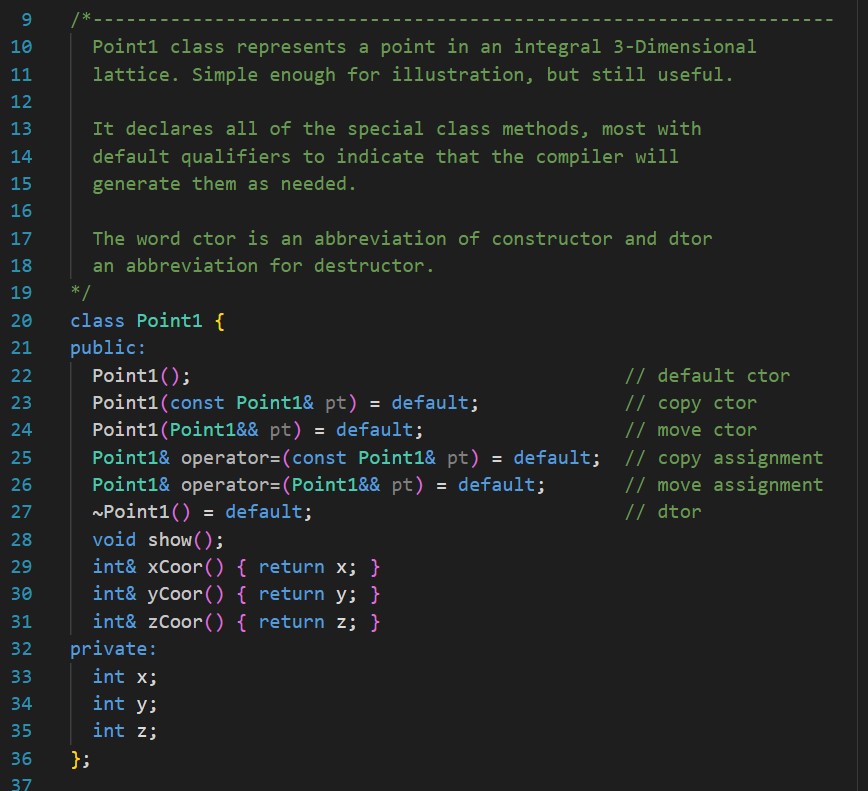 9 /*-------------------------------------------------------------------
10 Point1 class represents a point in an integral 3-Dimensional
11 lattice. Simple enough for illustration, but still useful.
12
13 It declares all of the special class methods, most with
14 default qualifiers to indicate that the compiler will
15 generate them as needed.
16
17 The word ctor is an abbreviation of constructor and dtor
18 an abbreviation for destructor.
19 */
20 class Point1 {
21 public:
22 Point1(); // default ctor
23 Point1(const Point1& pt) = default; // copy ctor
24 Point1(Point1&& pt) = default; // move ctor
25 Point1& operator=(const Point1& pt) = default; // copy assignment
26 Point1& operator=(Point1&& pt) = default; // move assignment
27 ~Point1() = default; // dtor
28 void show();
29 int& xCoor() { return x; }
30 int& yCoor() { return y; }
31 int& zCoor() { return z; }
32 private:
33 int x;
34 int y;
35 int z;
36 };
37